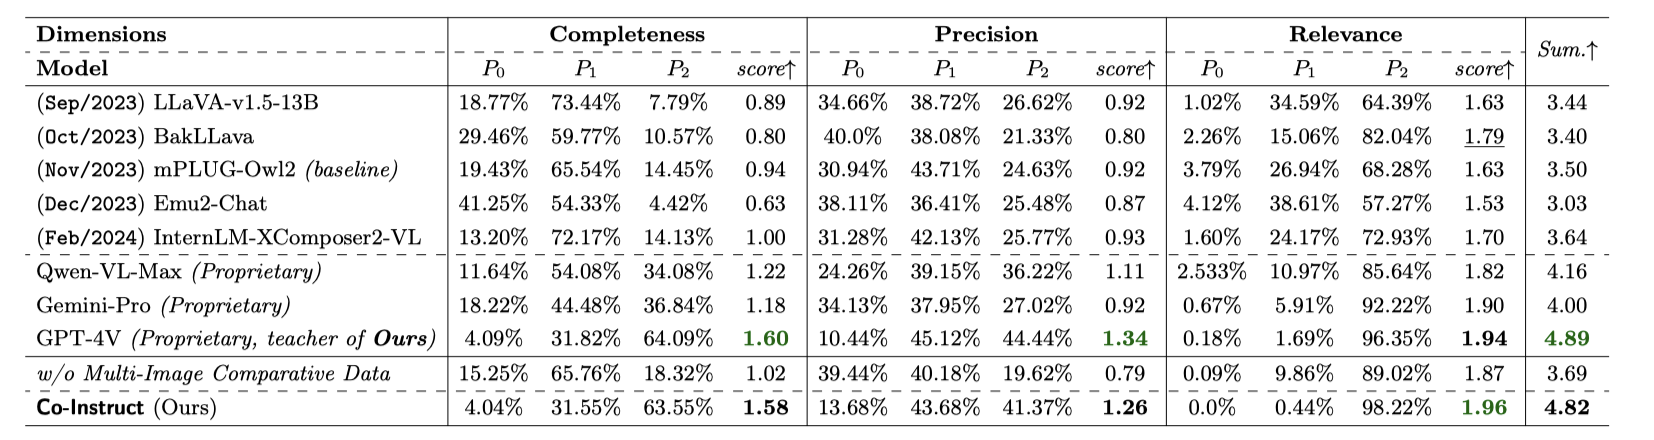 Dimensions Completeness Precision Relevance Sum.↑
Model P₀ P₁ P₂ score↑ P₀ P₁ P₂ score↑ P₀ P₁ P₂ score↑
(Sep/2023) LLaVA-v1.5-13B 18.77% 73.44% 7.79% 0.89 34.66% 38.72% 26.62% 0.92 1.02% 34.59% 64.39% 1.63 3.44
(Oct/2023) BakLLava 29.46% 59.77% 10.57% 0.80 40.0% 38.08% 21.33% 0.80 2.26% 15.06% 82.04% 1.79 3.40
(Nov/2023) mPLUG-Owl2 (baseline) 19.43% 65.54% 14.45% 0.94 30.94% 43.71% 24.63% 0.92 3.79% 26.94% 68.28% 1.63 3.50
(Dec/2023) Emu2-Chat 41.25% 54.33% 4.42% 0.63 38.11% 36.41% 25.48% 0.87 4.12% 38.61% 57.27% 1.53 3.03
(Feb/2024) InternLM-XComposer2-VL 13.20% 72.17% 14.13% 1.00 31.28% 42.13% 25.77% 0.93 1.60% 24.17% 72.93% 1.70 3.64
Qwen-VL-Max (Proprietary) 11.64% 54.08% 34.08% 1.22 24.26% 39.15% 36.22% 1.11 2.533% 10.97% 85.64% 1.82 4.16
Gemini-Pro (Proprietary) 18.22% 44.48% 36.84% 1.18 34.13% 37.95% 27.02% 0.92 0.67% 5.91% 92.22% 1.90 4.00
GPT-4V (Proprietary, teacher of Ours) 4.09% 31.82% 64.09% 1.60 10.44% 45.12% 44.44% 1.34 0.18% 1.69% 96.35% 1.94 4.89
w/o Multi-Image Comparative Data 15.25% 65.76% 18.32% 1.02 39.44% 40.18% 19.62% 0.79 0.09% 9.86% 89.02% 1.87 3.69
Co-Instruct (Ours) 4.04% 31.55% 63.55% 1.58 13.68% 43.68% 41.37% 1.26 0.0% 0.44% 98.22% 1.96 4.82